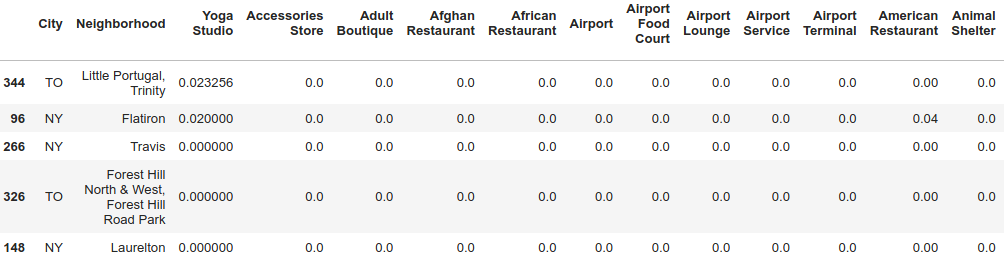 City Neighborhood Yoga Studio Accessories Store Adult Boutique Afghan Restaurant African Restaurant Airport Airport Food Court Airport Lounge Airport Service Airport Terminal American Restaurant Animal Shelter
344 TO Little Portugal, Trinity 0.023256 0.0 0.0 0.0 0.0 0.0 0.0 0.0 0.0 0.0 0.00 0.0
96 NY Flatiron 0.020000 0.0 0.0 0.0 0.0 0.0 0.0 0.0 0.0 0.0 0.04 0.0
266 NY Travis 0.000000 0.0 0.0 0.0 0.0 0.0 0.0 0.0 0.0 0.0 0.00 0.0
326 TO Forest Hill North & West, Forest Hill Road Park 0.000000 0.0 0.0 0.0 0.0 0.0 0.0 0.0 0.0 0.0 0.00 0.0
148 NY Laurelton 0.000000 0.0 0.0 0.0 0.0 0.0 0.0 0.0 0.0 0.0 0.00 0.0